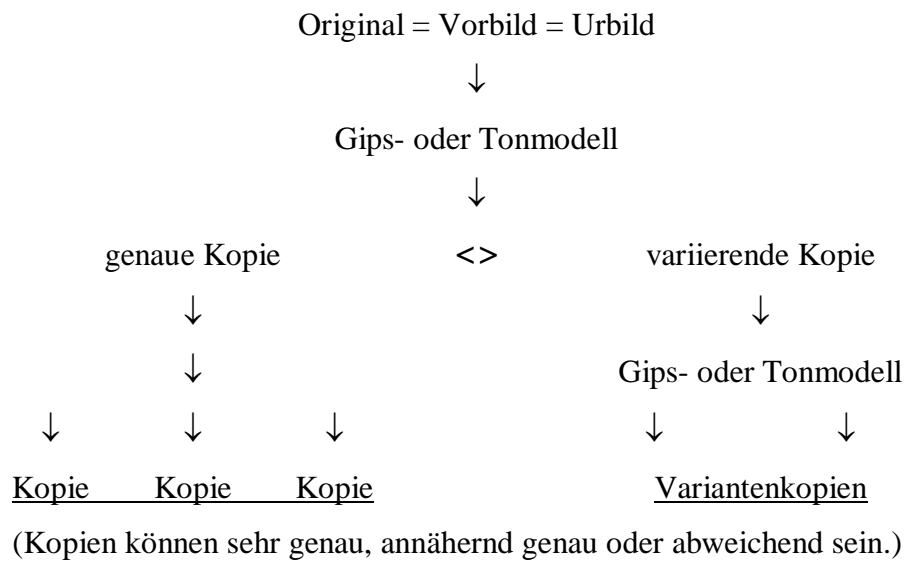 Original = Vorbild = Urbild
↓
Gips- oder Tonmodell
↓
genaue Kopie <> variierende Kopie
↓ ↓
↓ Gips- oder Tonmodell
↓ ↓ ↓ ↓ ↓
Kopie Kopie Kopie Variantenkopien
(Kopien können sehr genau, annähernd genau oder abweichend sein.)